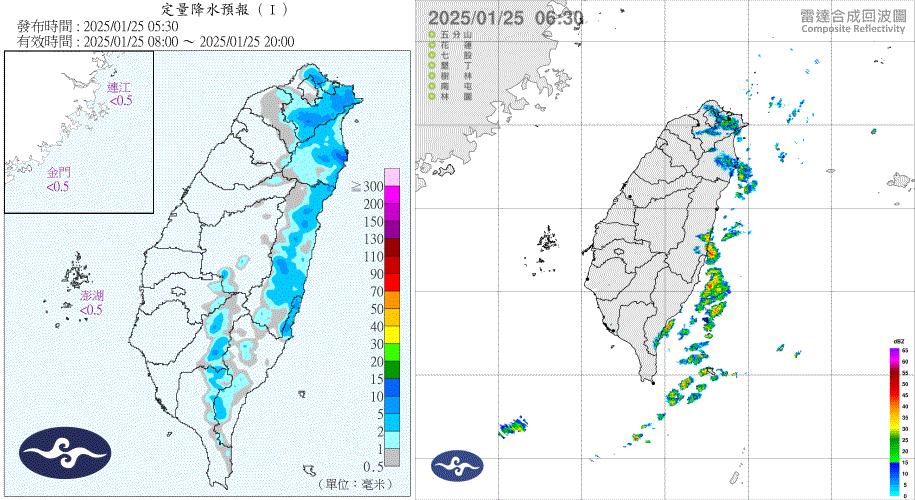 定量降水預報（I）
發布時間：2025/01/25 05:30
有效時間：2025/01/25 08:00 ～ 2025/01/25 20:00
連江
<0.5
金門
<0.5
澎湖
<0.5
≧
300
200
150
130
110
90
70
50
40
30
20
15
10
5
2
1
0.5
（單位：毫米）
2025/01/25 06:30
雷達合成回波圖
Composite Reflectivity
五分山
花蓮
七股
墾丁
樹林
南屯
林園
dBZ
65
60
55
50
45
40
35
30
25
20
15
10
5
0